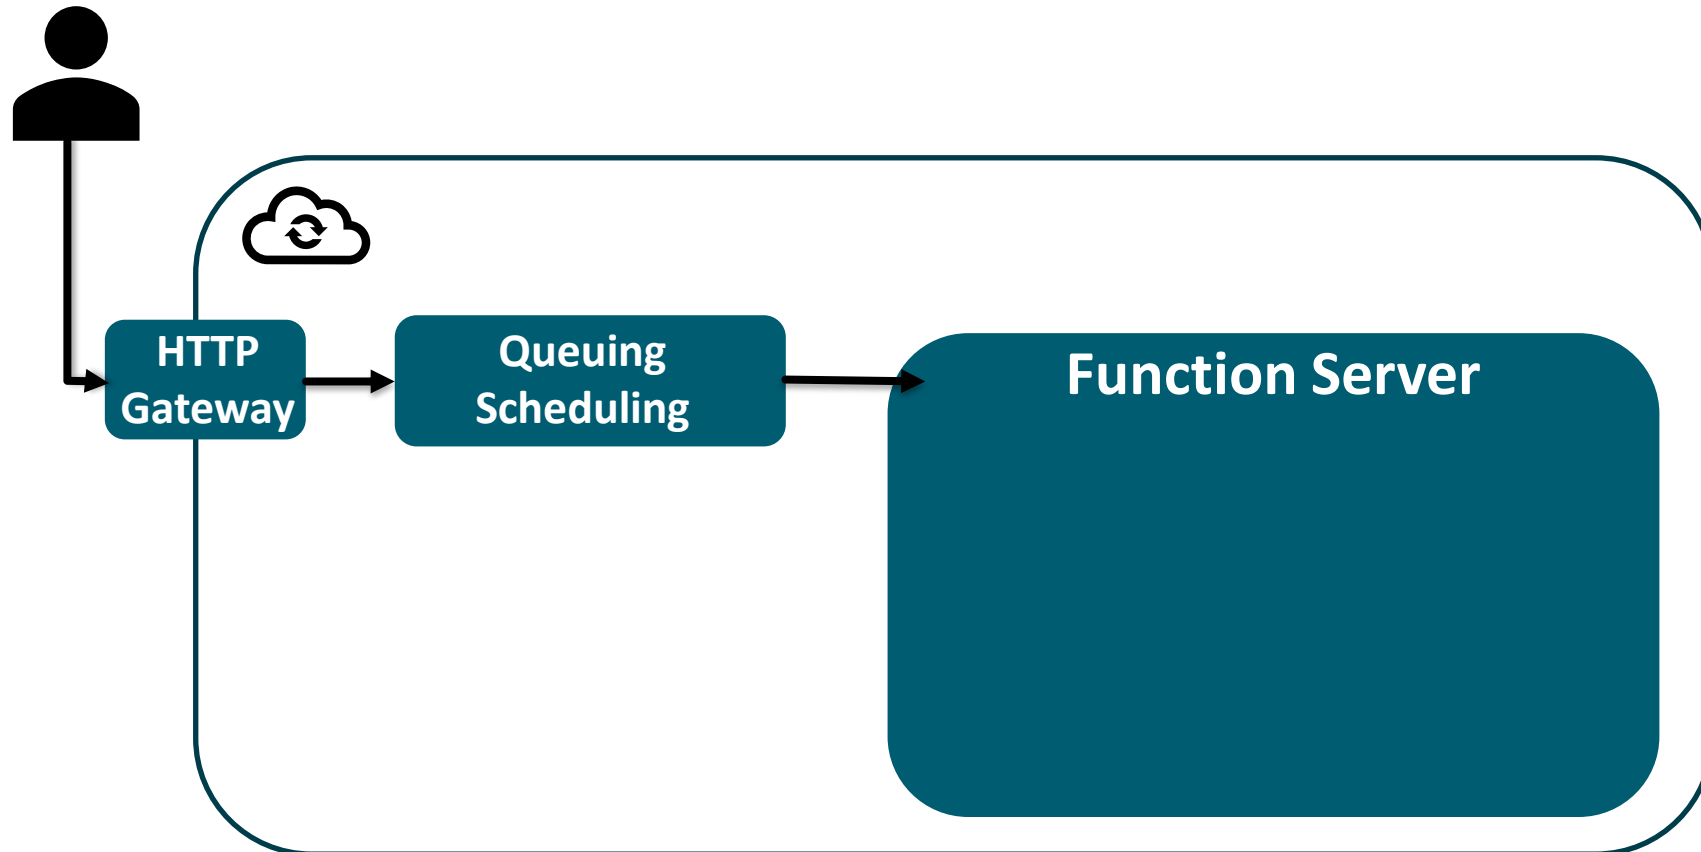 HTTP
Gateway
Queuing
Scheduling
Function Server